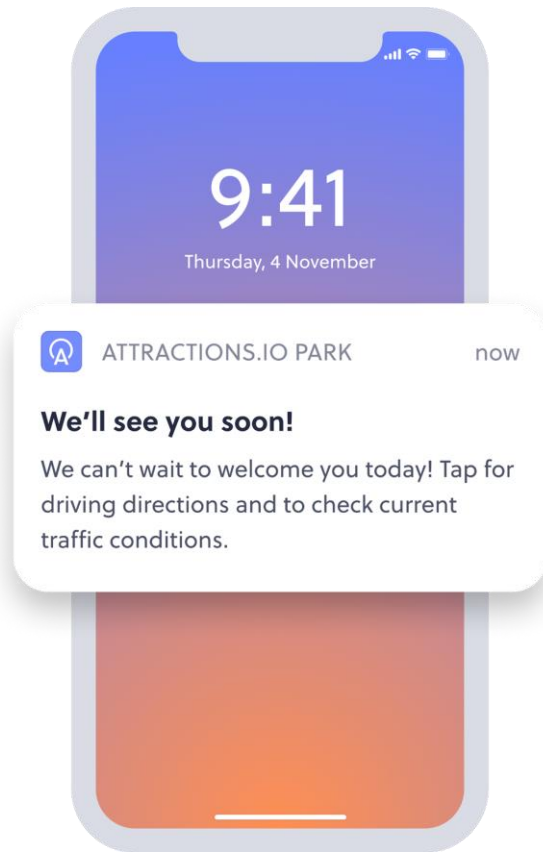 9:41
Thursday, 4 November
ATTRACTIONS.IO PARK now
We’ll see you soon!
We can’t wait to welcome you today! Tap for
driving directions and to check current
traffic conditions.